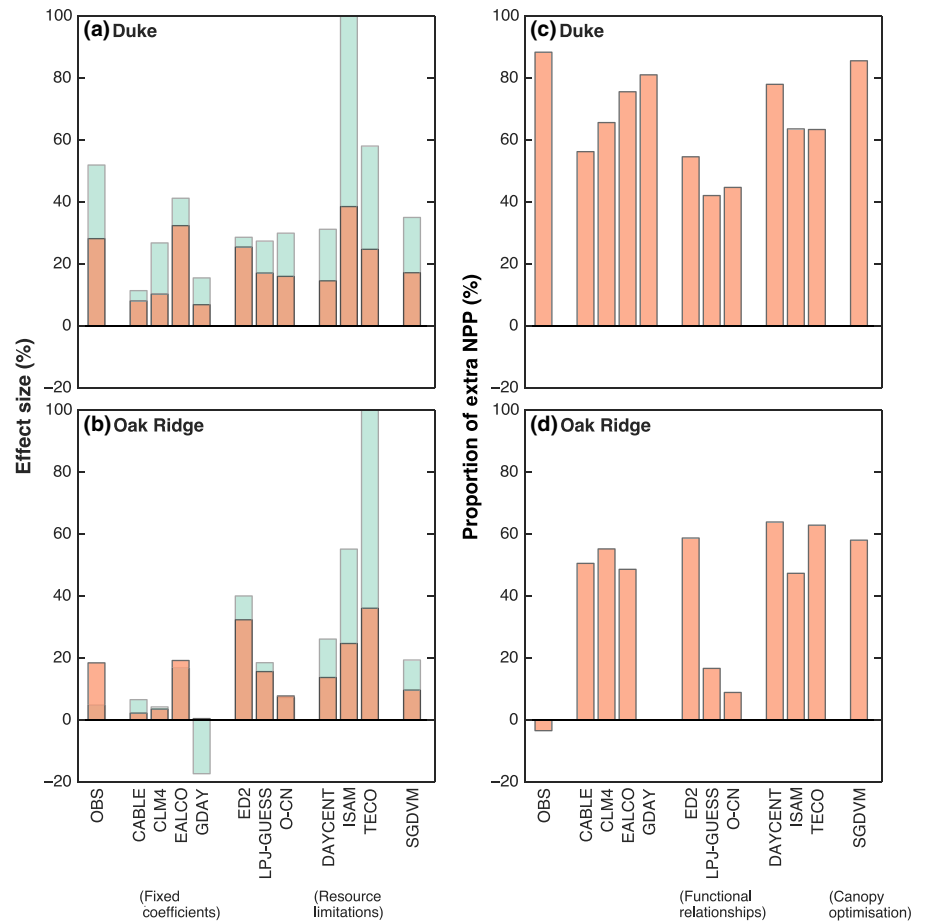 (a) Duke
100
80
60
40
20
0
−20
(b) Oak Ridge
100
80
60
40
20
0
−20
Effect size (%)
OBS
CABLE
CLM4
EALCO
GDAY
ED2
LPJ-GUESS
O-CN
DAYCENT
ISAM
TECO
SGDVM
(Fixed
coefficients)
(Resource
limitations)
(c) Duke
100
80
60
40
20
0
−20
(d) Oak Ridge
100
80
60
40
20
0
−20
Proportion of extra NPP (%)
OBS
CABLE
CLM4
EALCO
GDAY
ED2
LPJ-GUESS
O-CN
DAYCENT
ISAM
TECO
SGDVM
(Functional
relationships)
(Canopy
optimisation)